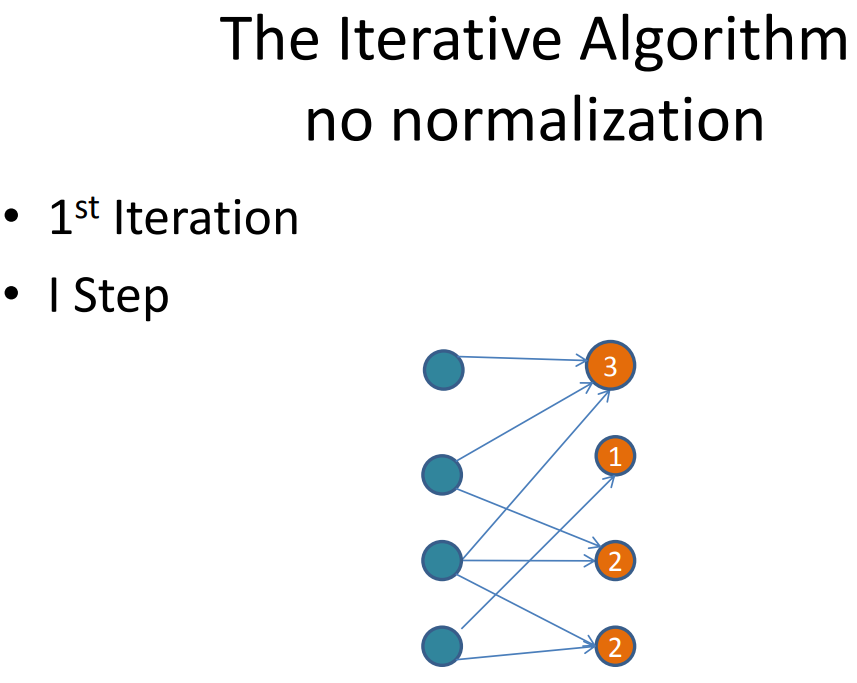 The Iterative Algorithm
no normalization
• 1st Iteration
• I Step
3
1
2
2